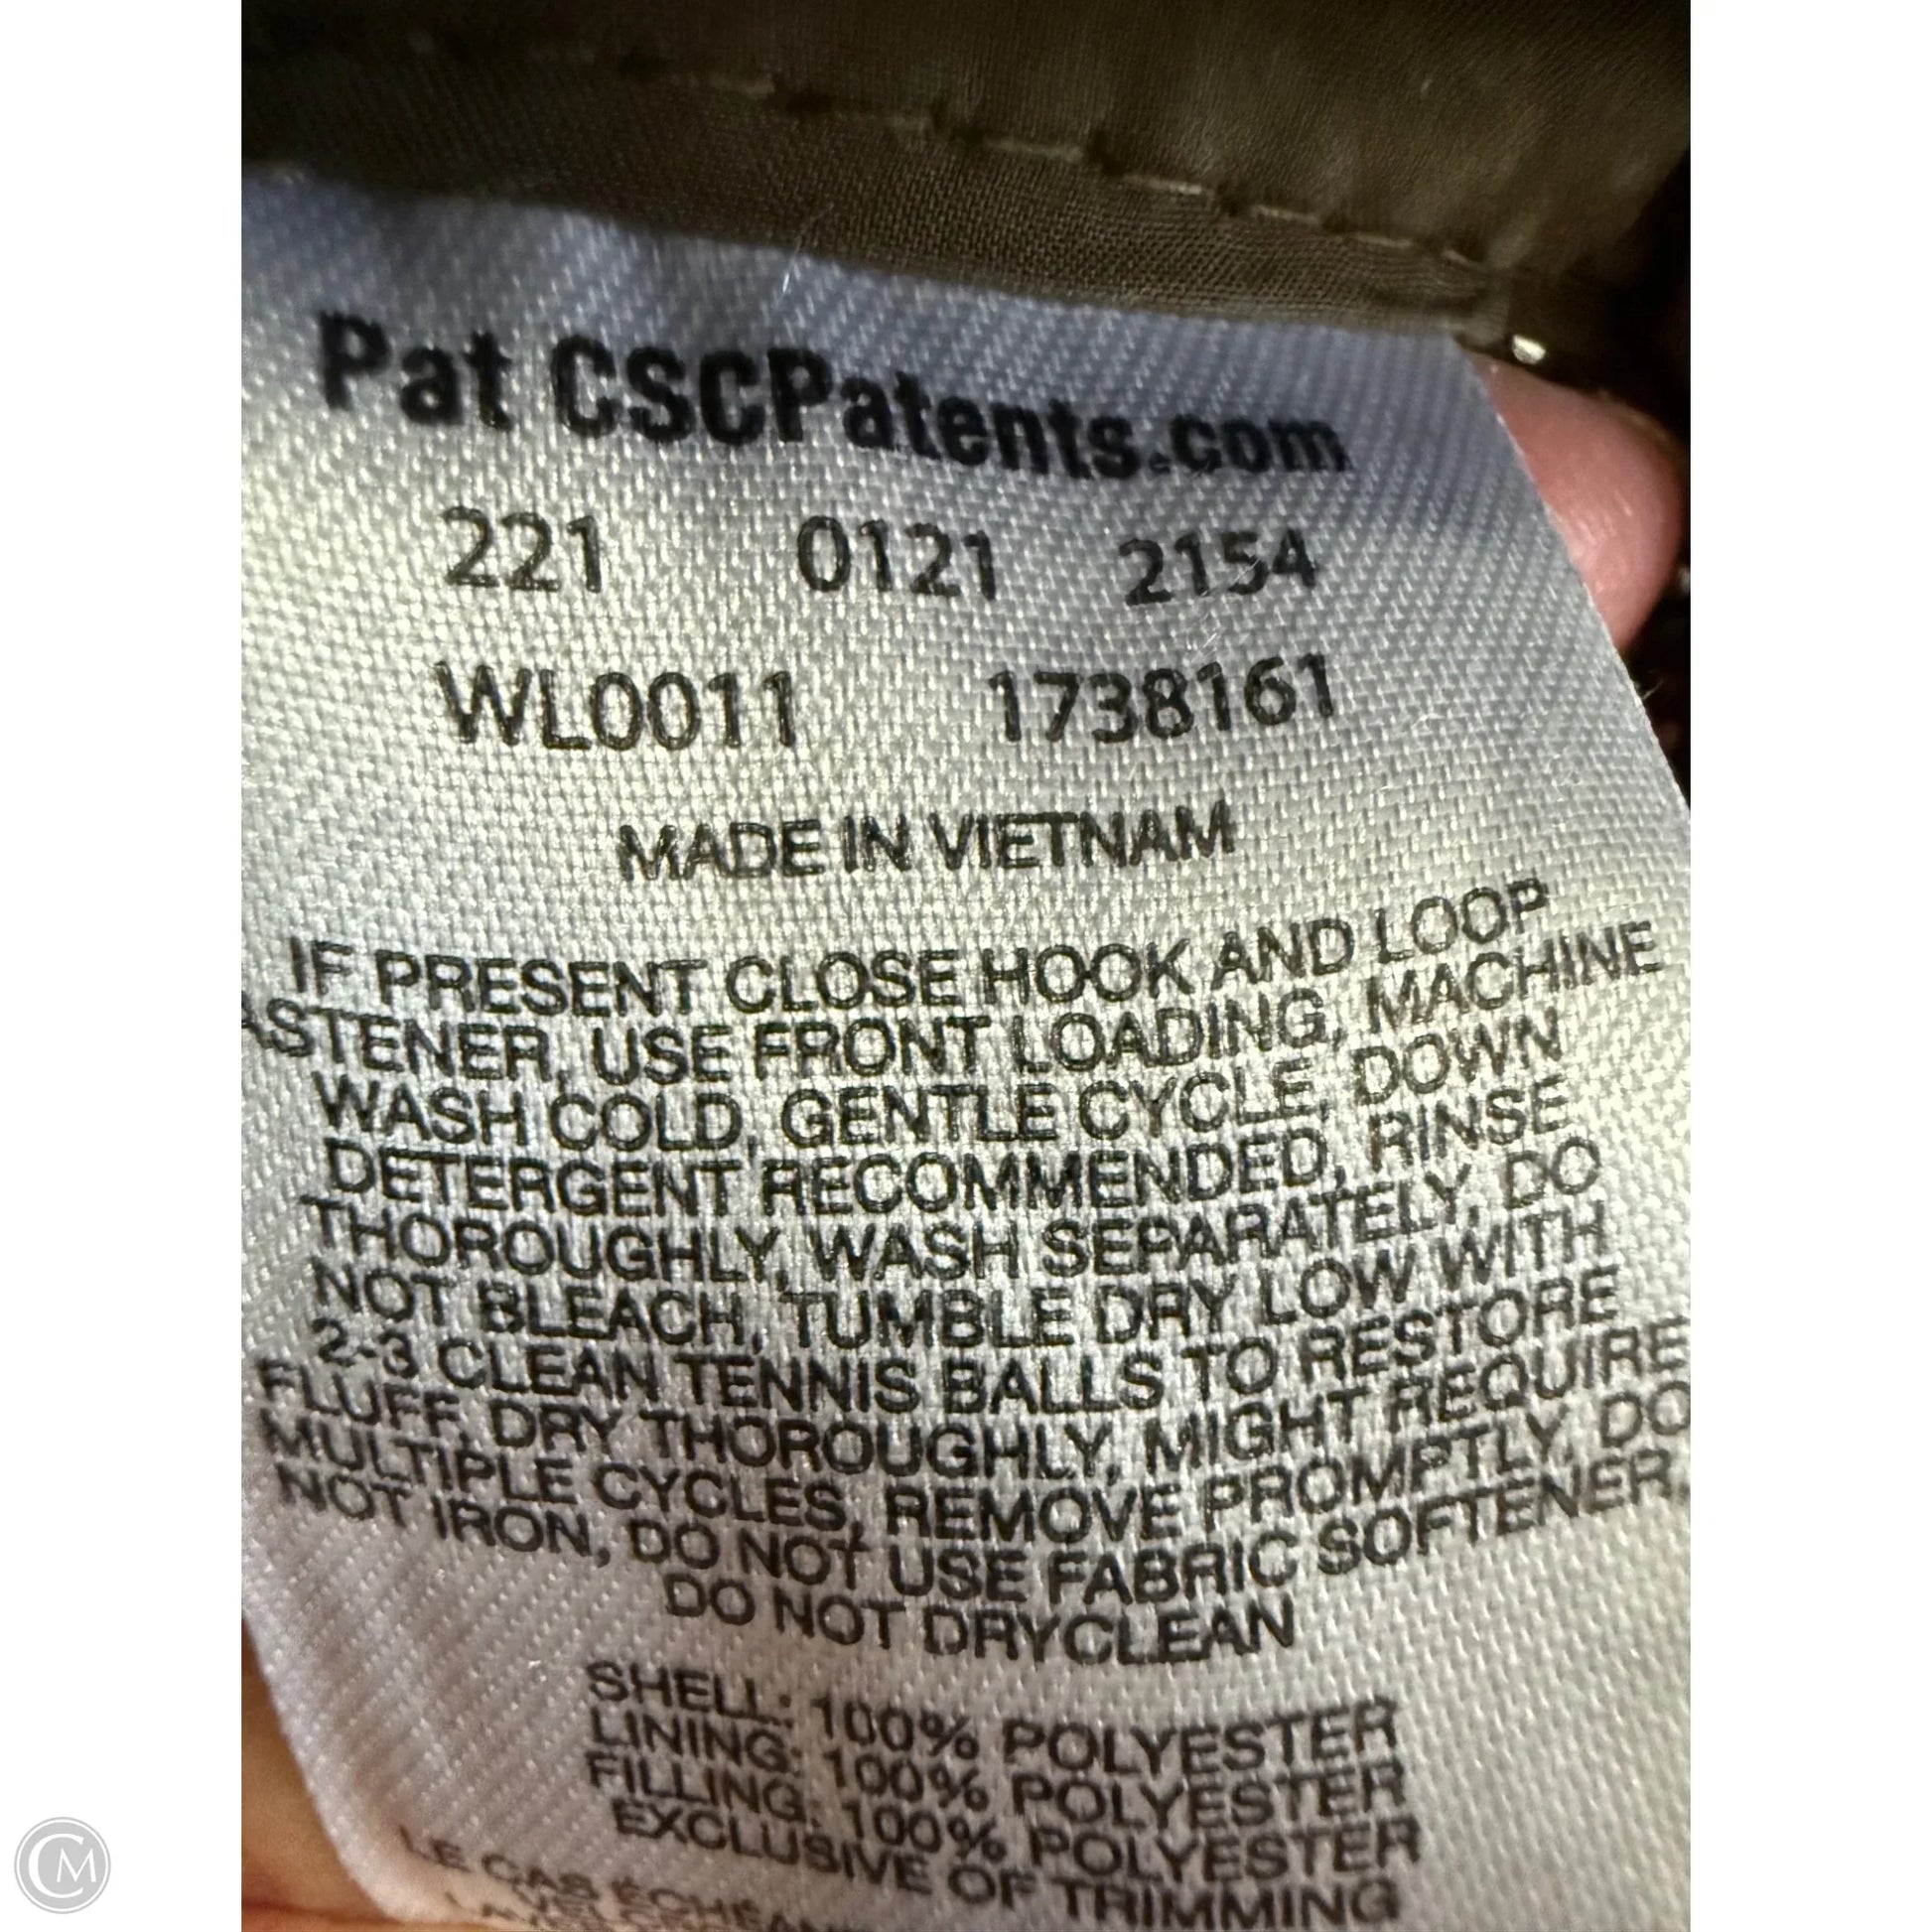 Pat CSCPatents.com
221 0121 2154
WL0011 1738161
MADE IN VIETNAM
IF PRESENT CLOSE HOOK AND LOOP
ASTENER, USE FRONT LOADING, MACHINE
WASH COLD, GENTLE CYCLE, DOWN
DETERGENT RECOMMENDED, RINSE
THOROUGHLY, WASH SEPARATELY, DO
NOT BLEACH, TUMBLE DRY LOW WITH
2-3 CLEAN TENNIS BALLS TO RESTORE
FLUFF, DRY THOROUGHLY, MIGHT REQUIRE
MULTIPLE CYCLES, REMOVE PROMPTLY, DO
NOT IRON, DO NOT USE FABRIC SOFTENER,
DO NOT DRYCLEAN
SHELL: 100% POLYESTER
LINING: 100% POLYESTER
FILLING: 100% POLYESTER
EXCLUSIVE OF TRIMMING
LE CAS ÉCHÉAN
CM